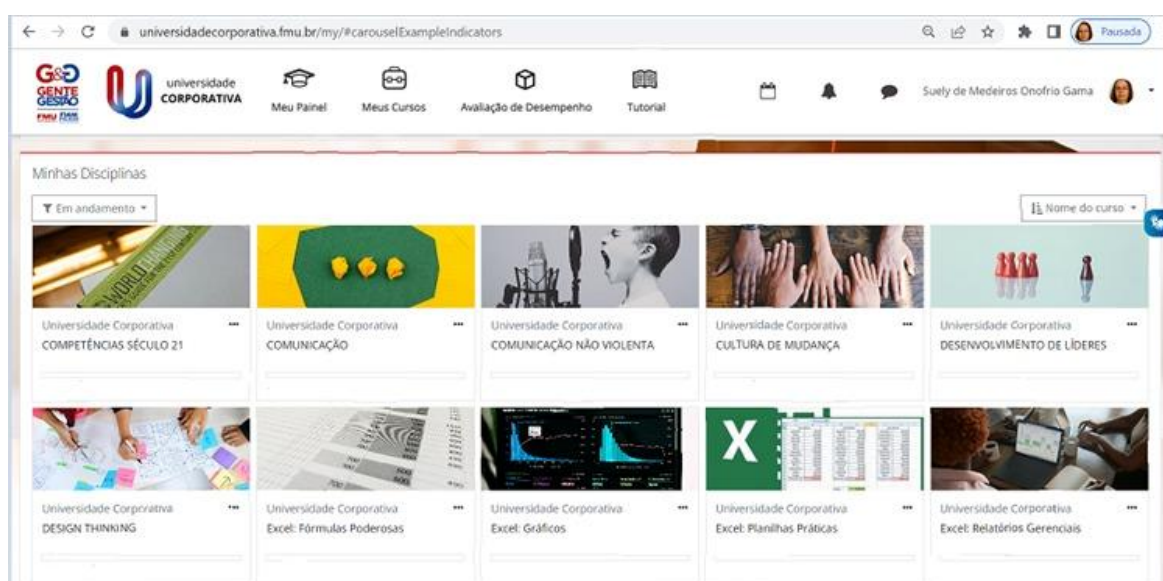 universidadecorporativa.fmu.br/my/#carouselExampleIndicators
Pausada
G&G
GENTE
GESTÃO
FMU FIAM
universidade
CORPORATIVA
Meu Painel
Meus Cursos
Avaliação de Desempenho
Tutorial
Suely de Medeiros Onofrio Gama
Minhas Disciplinas
Em andamento
Nome do curso
WORLD
Universidade Corporativa
COMPETÊNCIAS SÉCULO 21
Universidade Corporativa
COMUNICAÇÃO
Universidade Corporativa
COMUNICAÇÃO NÃO VIOLENTA
Universidade Corporativa
CULTURA DE MUDANÇA
Universidade Corporativa
DESENVOLVIMENTO DE LÍDERES
X
Universidade Corporativa
DESIGN THINKING
Universidade Corporativa
Excel: Fórmulas Poderosas
Universidade Corporativa
Excel: Gráficos
Universidade Corporativa
Excel: Planilhas Práticas
Universidade Corporativa
Excel: Relatórios Gerenciais